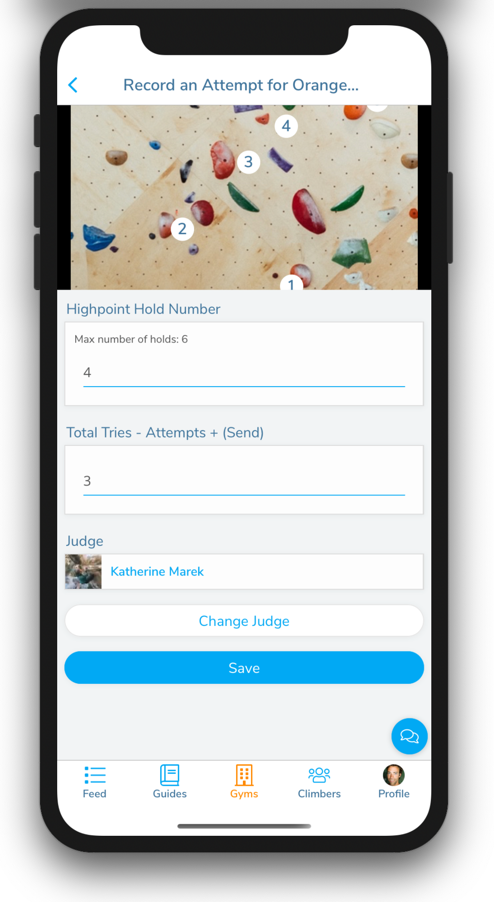 Record an Attempt for Orange...
4
3
2
1
Highpoint Hold Number
Max number of holds: 6
4
Total Tries - Attempts + (Send)
3
Judge
Katherine Marek
Change Judge
Save
Feed Guides Gyms Climbers Profile